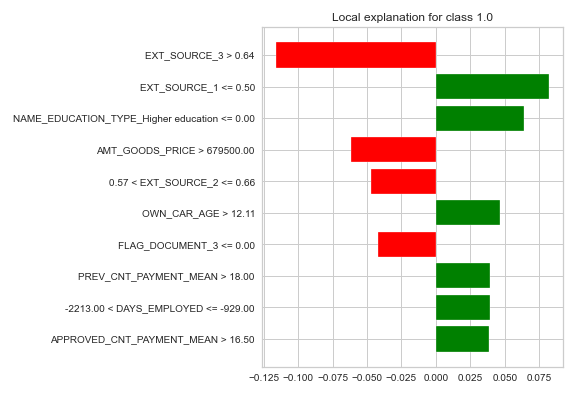 Local explanation for class 1.0
EXT_SOURCE_3 > 0.64
EXT_SOURCE_1 <= 0.50
NAME_EDUCATION_TYPE_Higher education <= 0.00
AMT_GOODS_PRICE > 679500.00
0.57 < EXT_SOURCE_2 <= 0.66
OWN_CAR_AGE > 12.11
FLAG_DOCUMENT_3 <= 0.00
PREV_CNT_PAYMENT_MEAN > 18.00
-2213.00 < DAYS_EMPLOYED <= -929.00
APPROVED_CNT_PAYMENT_MEAN > 16.50
−0.125 −0.100 −0.075 −0.050 −0.025 0.000 0.025 0.050 0.075